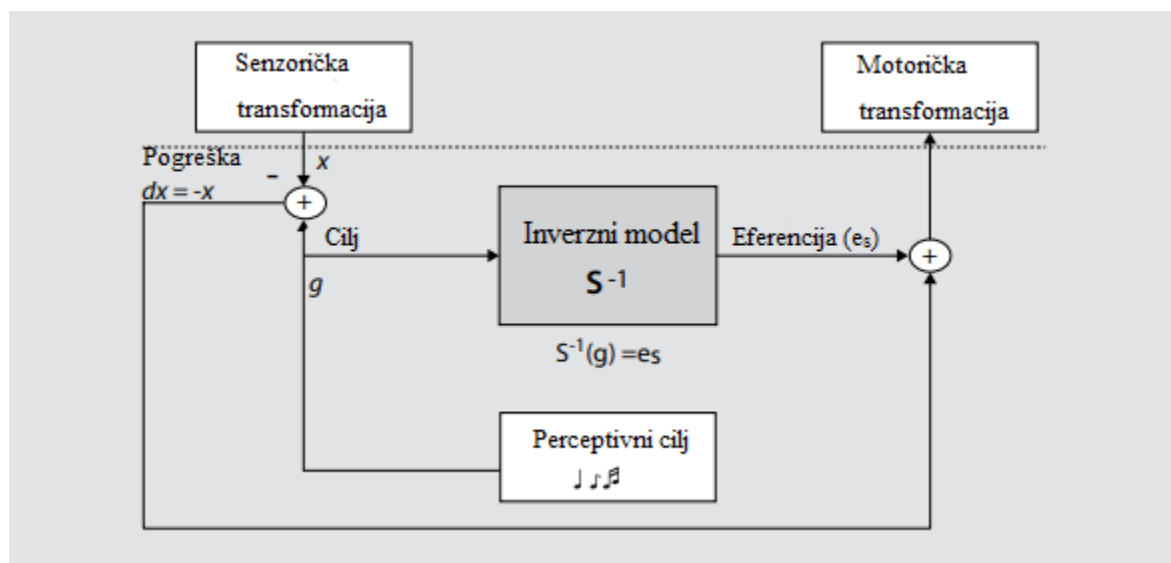 Senzorička
transformacija
Motorička
transformacija
Pogreška
dx = -x
-
x
+
Cilj
g
Inverzni model
S⁻¹
Eferencija (eₛ)
+
S⁻¹(g) =es
Perceptivni cilj
♩ ♪♬